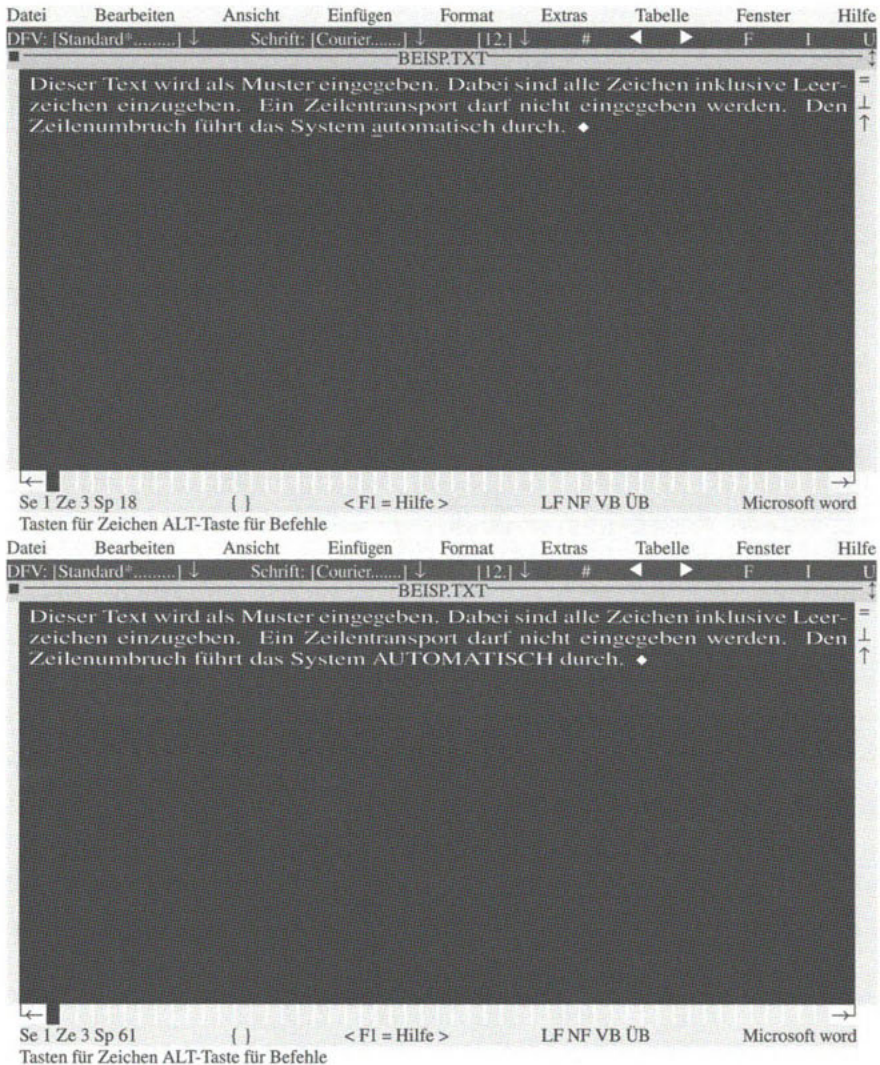 Datei Bearbeiten Ansicht Einfügen Format Extras Tabelle Fenster Hilfe
DFV: [Standard*.........] ↓ Schrift: [Courier.......] ↓ [12.] ↓ # ◀ ▶ F I U
BEISP.TXT
Dieser Text wird als Muster eingegeben. Dabei sind alle Zeichen inklusive Leer-
zeichen einzugeben. Ein Zeilentransport darf nicht eingegeben werden. Den
Zeilenumbruch führt das System automatisch durch. ◆
Se 1 Ze 3 Sp 18 { } < F1 = Hilfe > LF NF VB ÜB Microsoft word
Tasten für Zeichen ALT-Taste für Befehle
Datei Bearbeiten Ansicht Einfügen Format Extras Tabelle Fenster Hilfe
DFV: [Standard*.........] ↓ Schrift: [Courier.......] ↓ [12.] ↓ # ◀ ▶ F I U
BEISP.TXT
Dieser Text wird als Muster eingegeben. Dabei sind alle Zeichen inklusive Leer-
zeichen einzugeben. Ein Zeilentransport darf nicht eingegeben werden. Den
Zeilenumbruch führt das System AUTOMATISCH durch. ◆
Se 1 Ze 3 Sp 61 { } < F1 = Hilfe > LF NF VB ÜB Microsoft word
Tasten für Zeichen ALT-Taste für Befehle